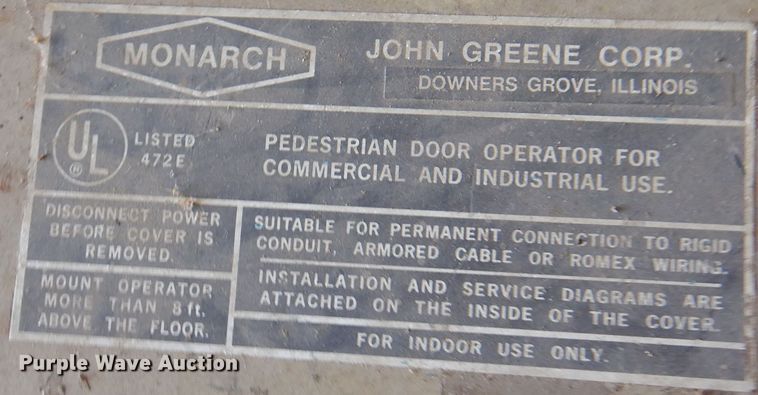 MONARCH
JOHN GREENE CORP.
DOWNERS GROVE, ILLINOIS
UL
®
LISTED
472E
PEDESTRIAN DOOR OPERATOR FOR
COMMERCIAL AND INDUSTRIAL USE.
DISCONNECT POWER
BEFORE COVER IS
REMOVED.
MOUNT OPERATOR
MORE THAN 8 ft.
ABOVE THE FLOOR.
SUITABLE FOR PERMANENT CONNECTION TO RIGID
CONDUIT, ARMORED CABLE OR ROMEX WIRING.
INSTALLATION AND SERVICE DIAGRAMS ARE
ATTACHED ON THE INSIDE OF THE COVER.
FOR INDOOR USE ONLY.
Purple Wave Auction